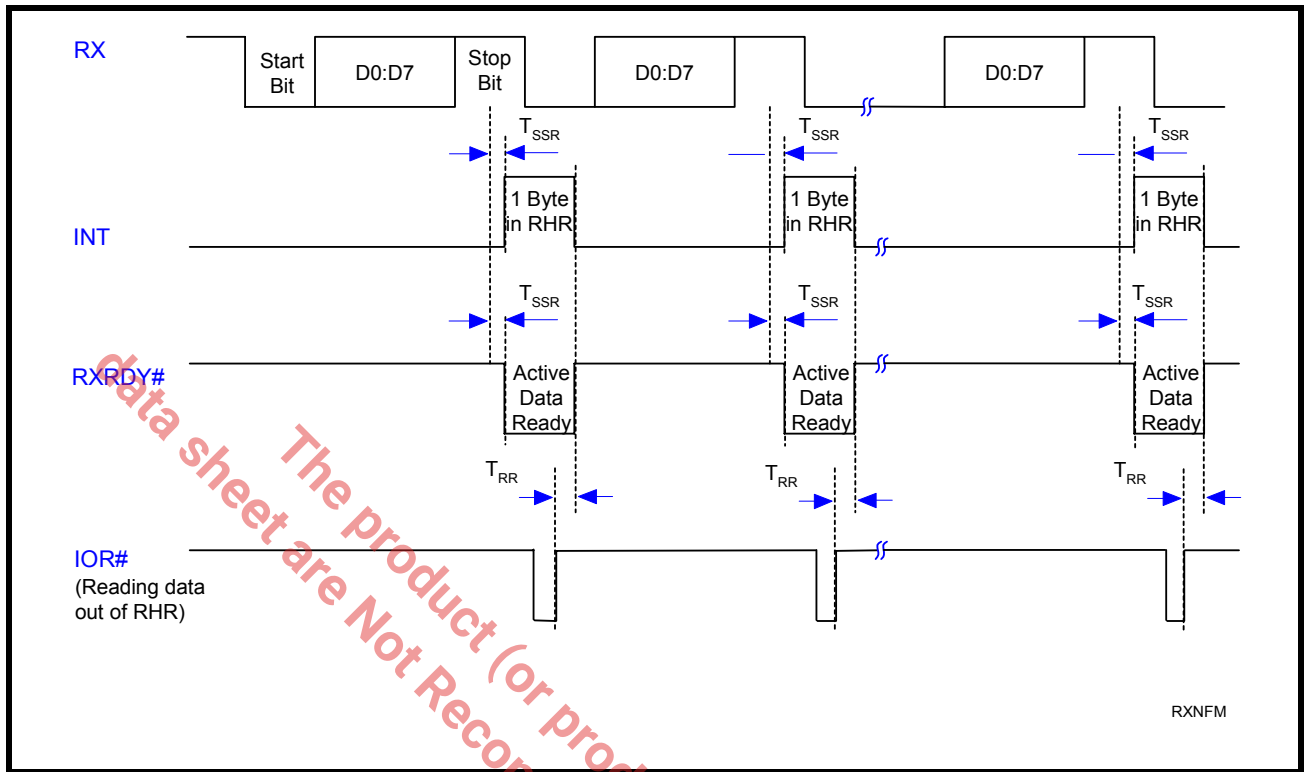 RX
Start
Bit
D0:D7
Stop
Bit
D0:D7
D0:D7
TSSR
TSSR
TSSR
INT
1 Byte
in RHR
1 Byte
in RHR
1 Byte
in RHR
TSSR
TSSR
TSSR
RXRDY#
Active
Data
Ready
Active
Data
Ready
Active
Data
Ready
TRR
TRR
TRR
IOR#
(Reading data
out of RHR)
RXNFM
The product (or
data sheet are Not